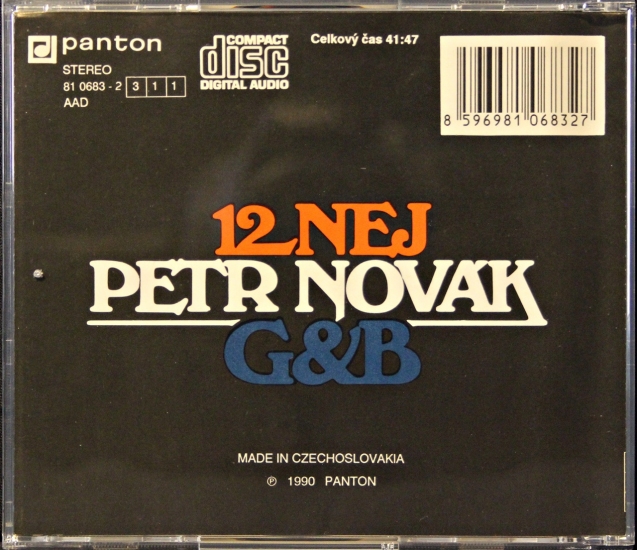 panton
STEREO
81 0683 - 2 3 1 1
AAD
COMPACT
disc
DIGITAL AUDIO
Celkový čas 41:47
8 596981 068327
12 NEJ
PETR NOVÁK
G&B
MADE IN CZECHOSLOVAKIA
℗ 1990 PANTON